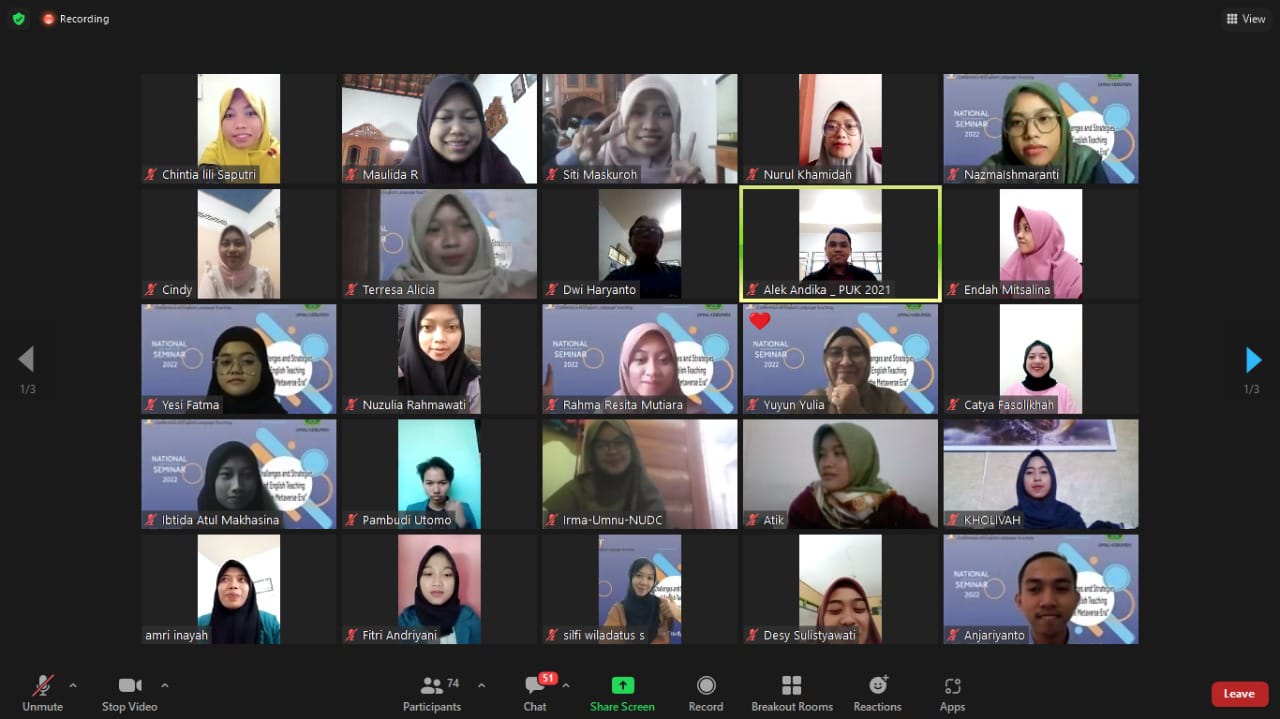 Recording
View
Chintia lili Saputri
Maulida R
Siti Maskuroh
Nurul Khamidah
NATIONAL
SEMINAR
2022
NazmaIshmaranti
Cindy
Terresa Alicia
Dwi Haryanto
Alek Andika _ PUK 2021
Endah Mitsalina
NATIONAL
SEMINAR
2022
Yesi Fatma
Nuzulia Rahmawati
NATIONAL
SEMINAR
2022
Rahma Resita Mutiara
NATIONAL
SEMINAR
2022
Yuyun Yulia
Catya Fasolikhah
1/3
1/3
NATIONAL
SEMINAR
2022
Ibtida Atul Makhasina
Pambudi Utomo
Irma-Umnu-NUDC
Atik
KHOLIVAH
amri inayah
Fitri Andriyani
silfi wiladatus s
Desy Sulistyawati
NATIONAL
SEMINAR
2022
Anjariyanto
Unmute
Stop Video
74
Participants
51
Chat
Share Screen
Record
Breakout Rooms
Reactions
Apps
Leave